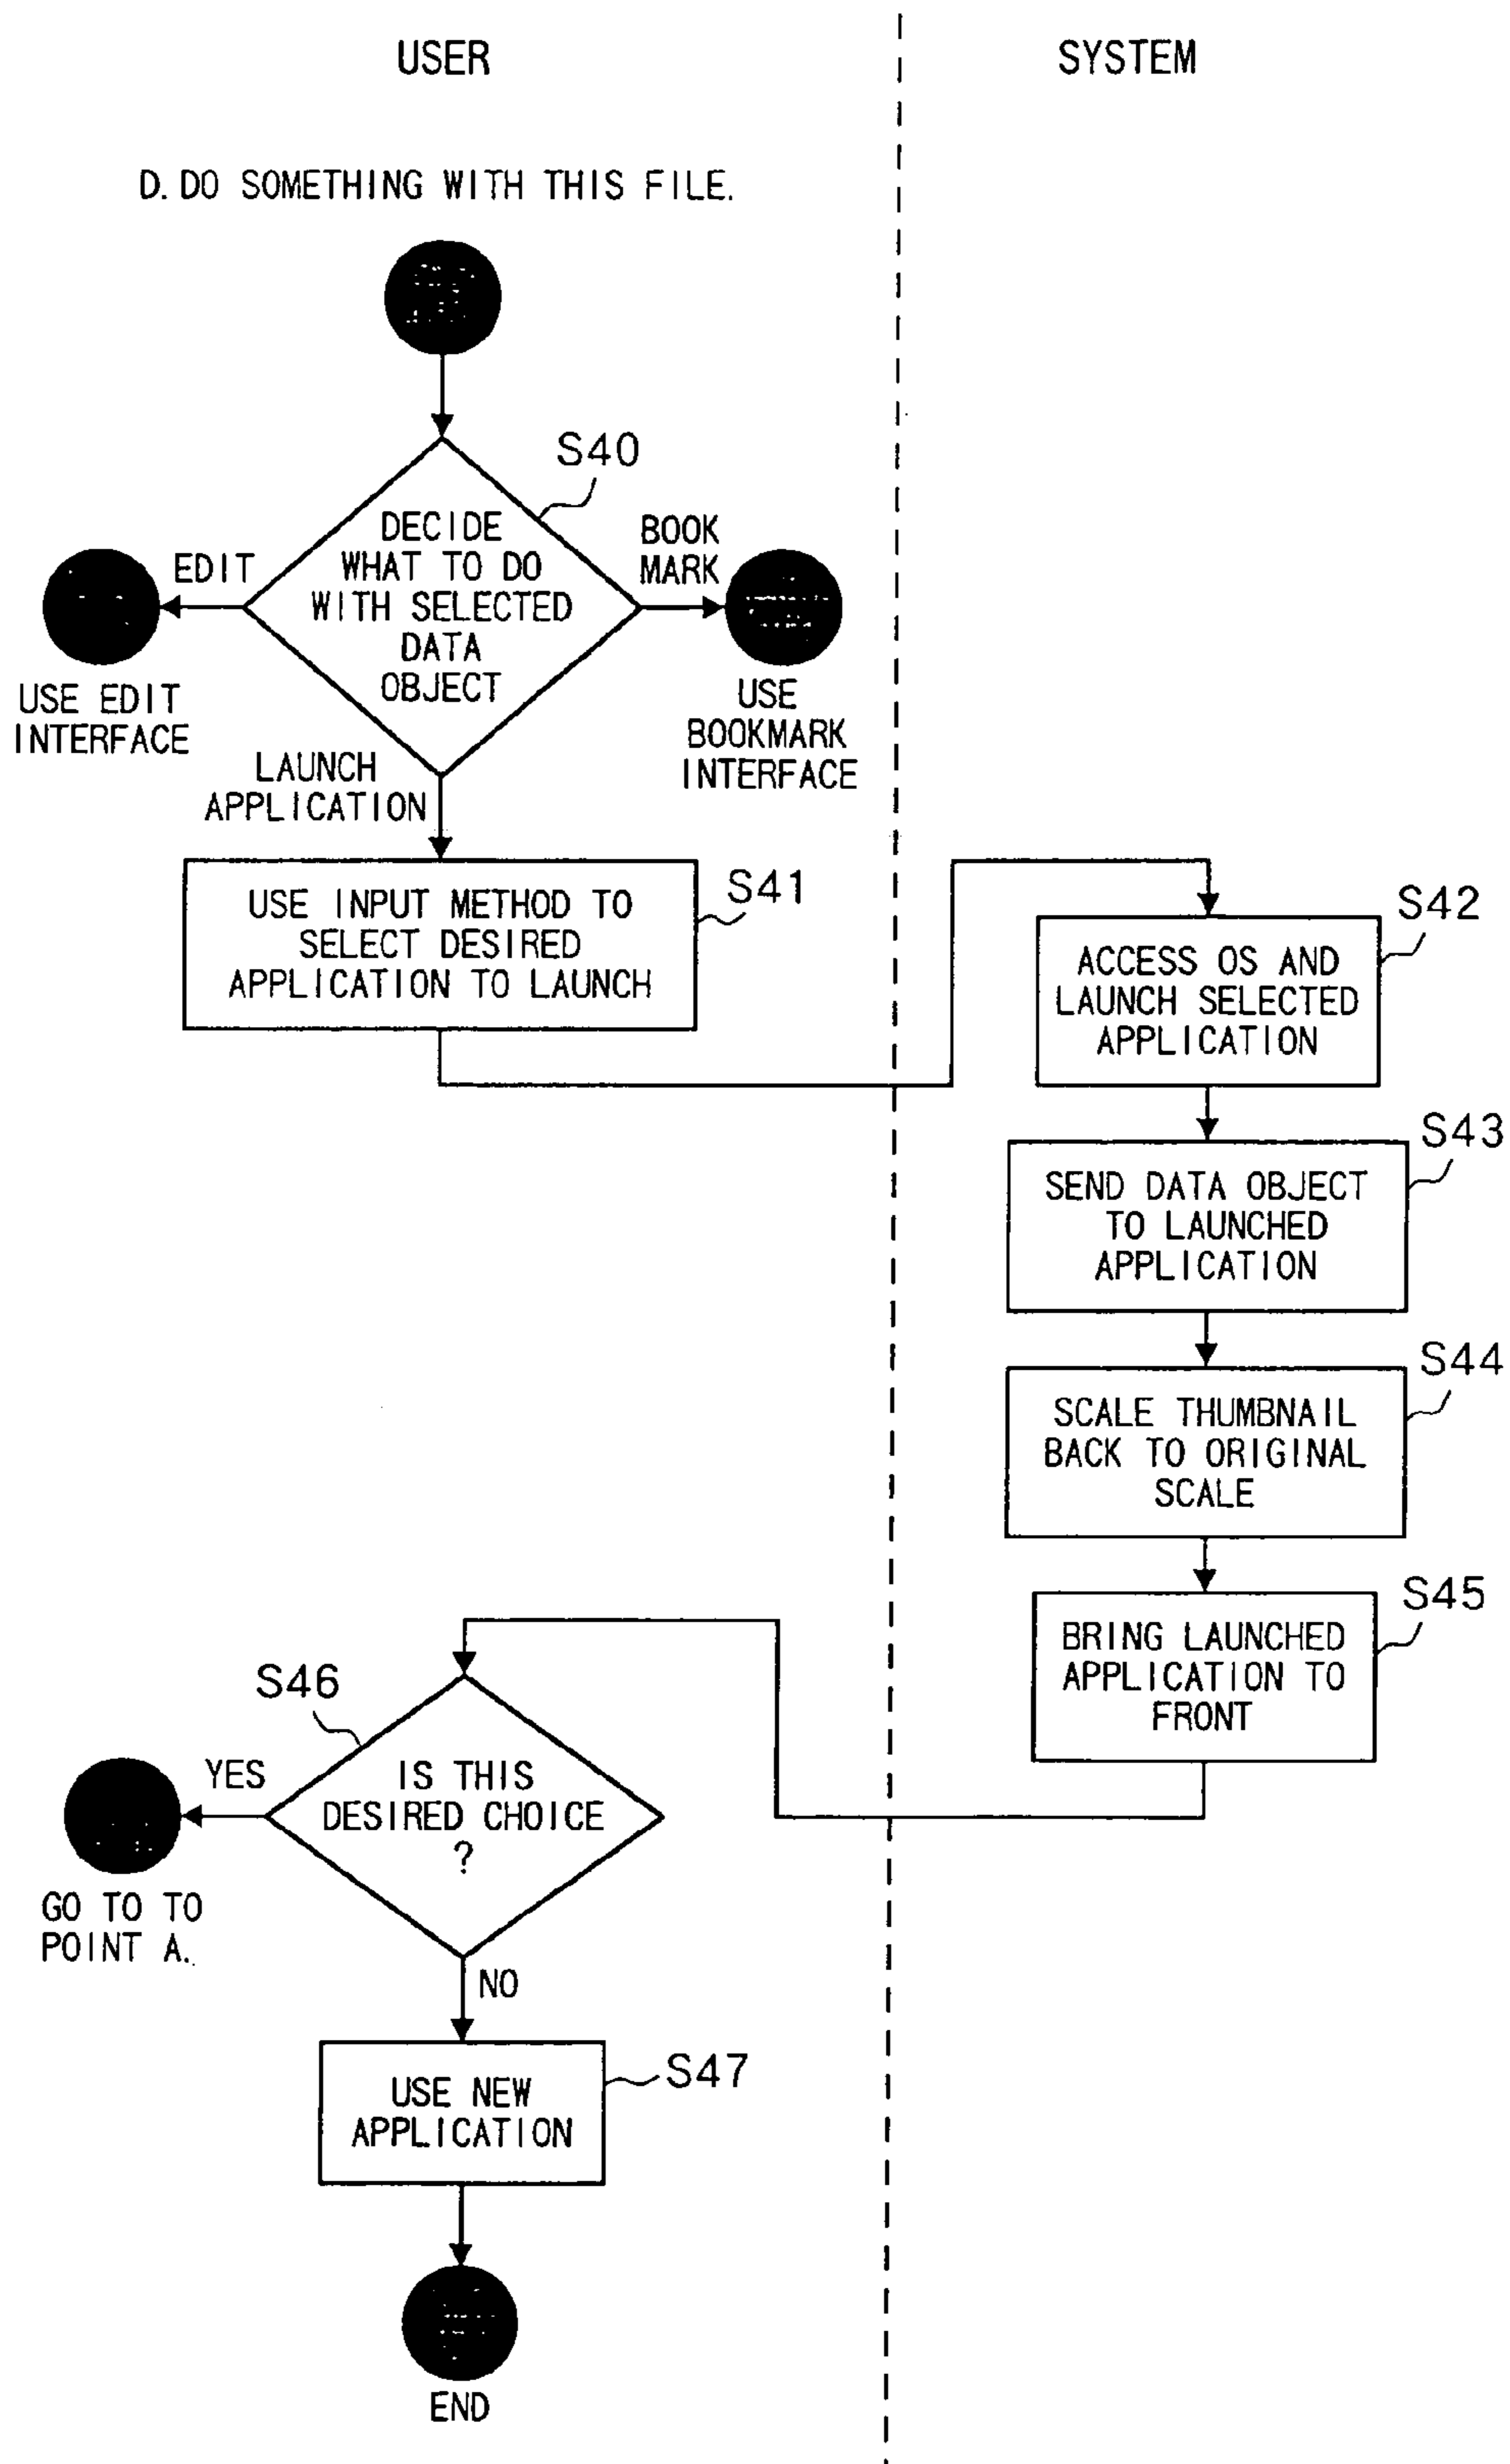 USER
SYSTEM
D. DO SOMETHING WITH THIS FILE.
S40
DECIDE
WHAT TO DO
WITH SELECTED
DATA
OBJECT
EDIT
BOOK
MARK
USE EDIT
INTERFACE
USE
BOOKMARK
INTERFACE
LAUNCH
APPLICATION
S41
USE INPUT METHOD TO
SELECT DESIRED
APPLICATION TO LAUNCH
S42
ACCESS OS AND
LAUNCH SELECTED
APPLICATION
S43
SEND DATA OBJECT
TO LAUNCHED
APPLICATION
S44
SCALE THUMBNAIL
BACK TO ORIGINAL
SCALE
S45
BRING LAUNCHED
APPLICATION TO
FRONT
S46
IS THIS
DESIRED CHOICE
?
YES
GO TO TO
POINT A.
NO
S47
USE NEW
APPLICATION
END